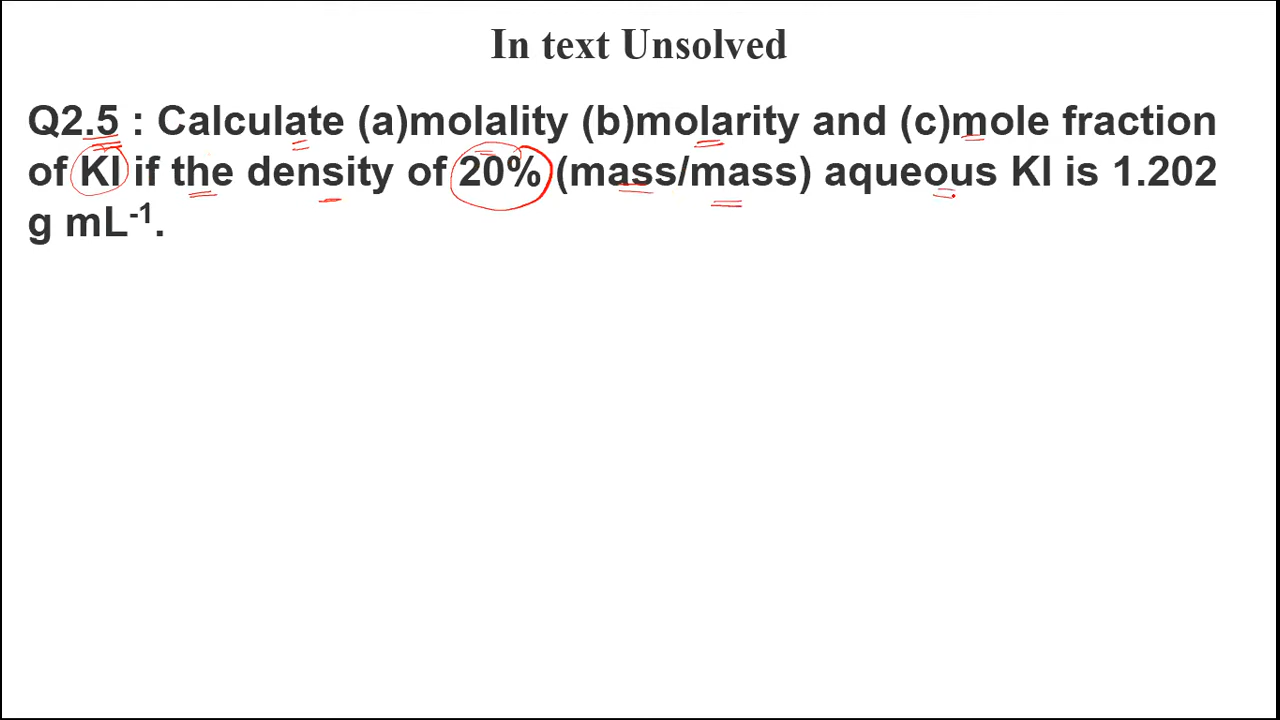 In text Unsolved
Q2.5 : Calculate (a)molality (b)molarity and (c)mole fraction
of KI if the density of 20% (mass/mass) aqueous KI is 1.202
g mL⁻¹.